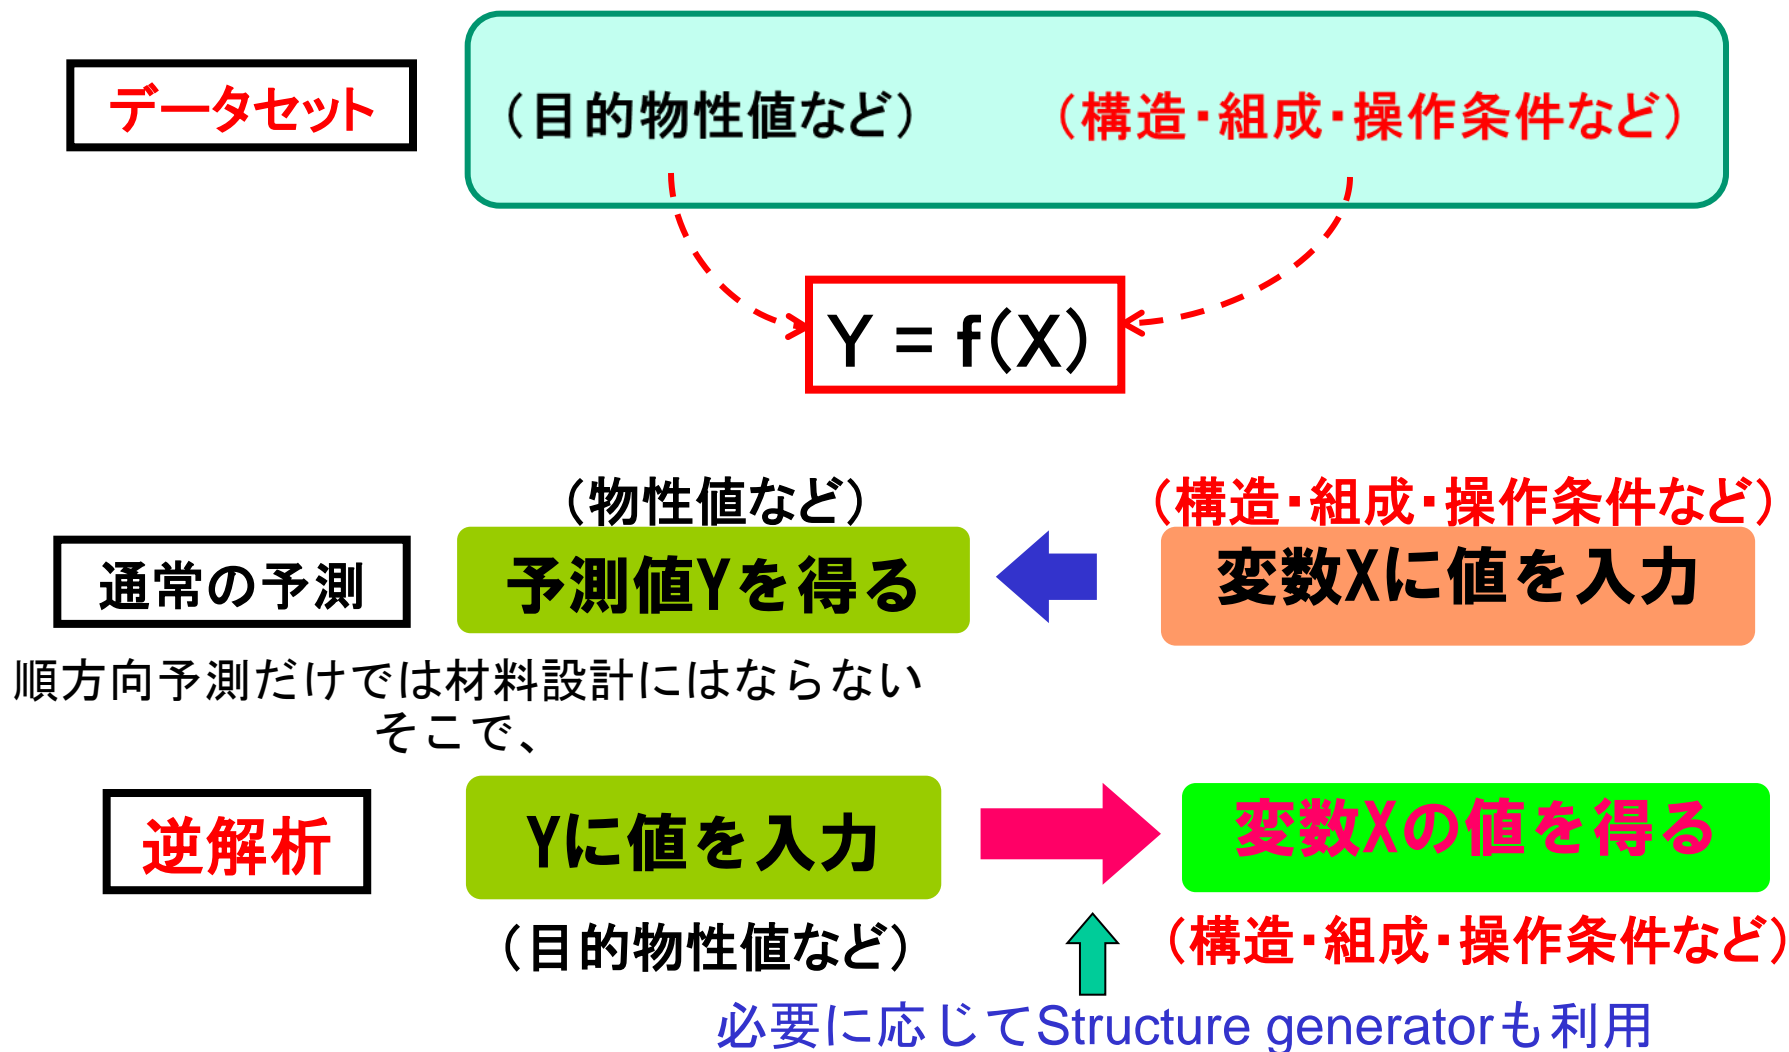 データセット
（目的物性値など）
（構造・組成・操作条件など）
Y = f(X)
（物性値など）
（構造・組成・操作条件など）
通常の予測
予測値Yを得る
変数Xに値を入力
順方向予測だけでは材料設計にはならない
そこで、
逆解析
Yに値を入力
変数Xの値を得る
（目的物性値など）
（構造・組成・操作条件など）
必要に応じてStructure generatorも利用